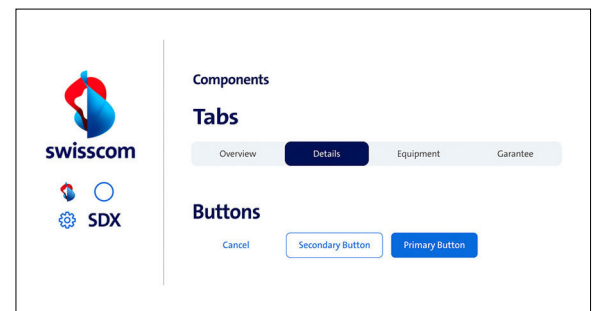 swisscom
SDX
Components
Tabs
Overview Details Equipment Garantee
Buttons
Cancel Secondary Button Primary Button